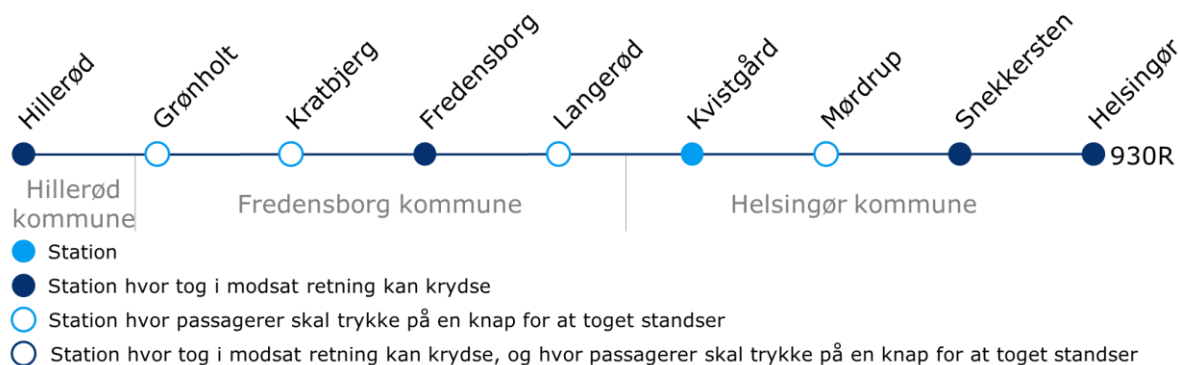 Hillerød
Grønholt
Kratbjerg
Fredensborg
Langerød
Kvistgård
Mørdrup
Snekkersten
Helsingør
930R
Hillerød
kommune
Fredensborg kommune
Helsingør kommune
Station
Station hvor tog i modsat retning kan krydse
Station hvor passagerer skal trykke på en knap for at toget standser
Station hvor tog i modsat retning kan krydse, og hvor passagerer skal trykke på en knap for at toget standser